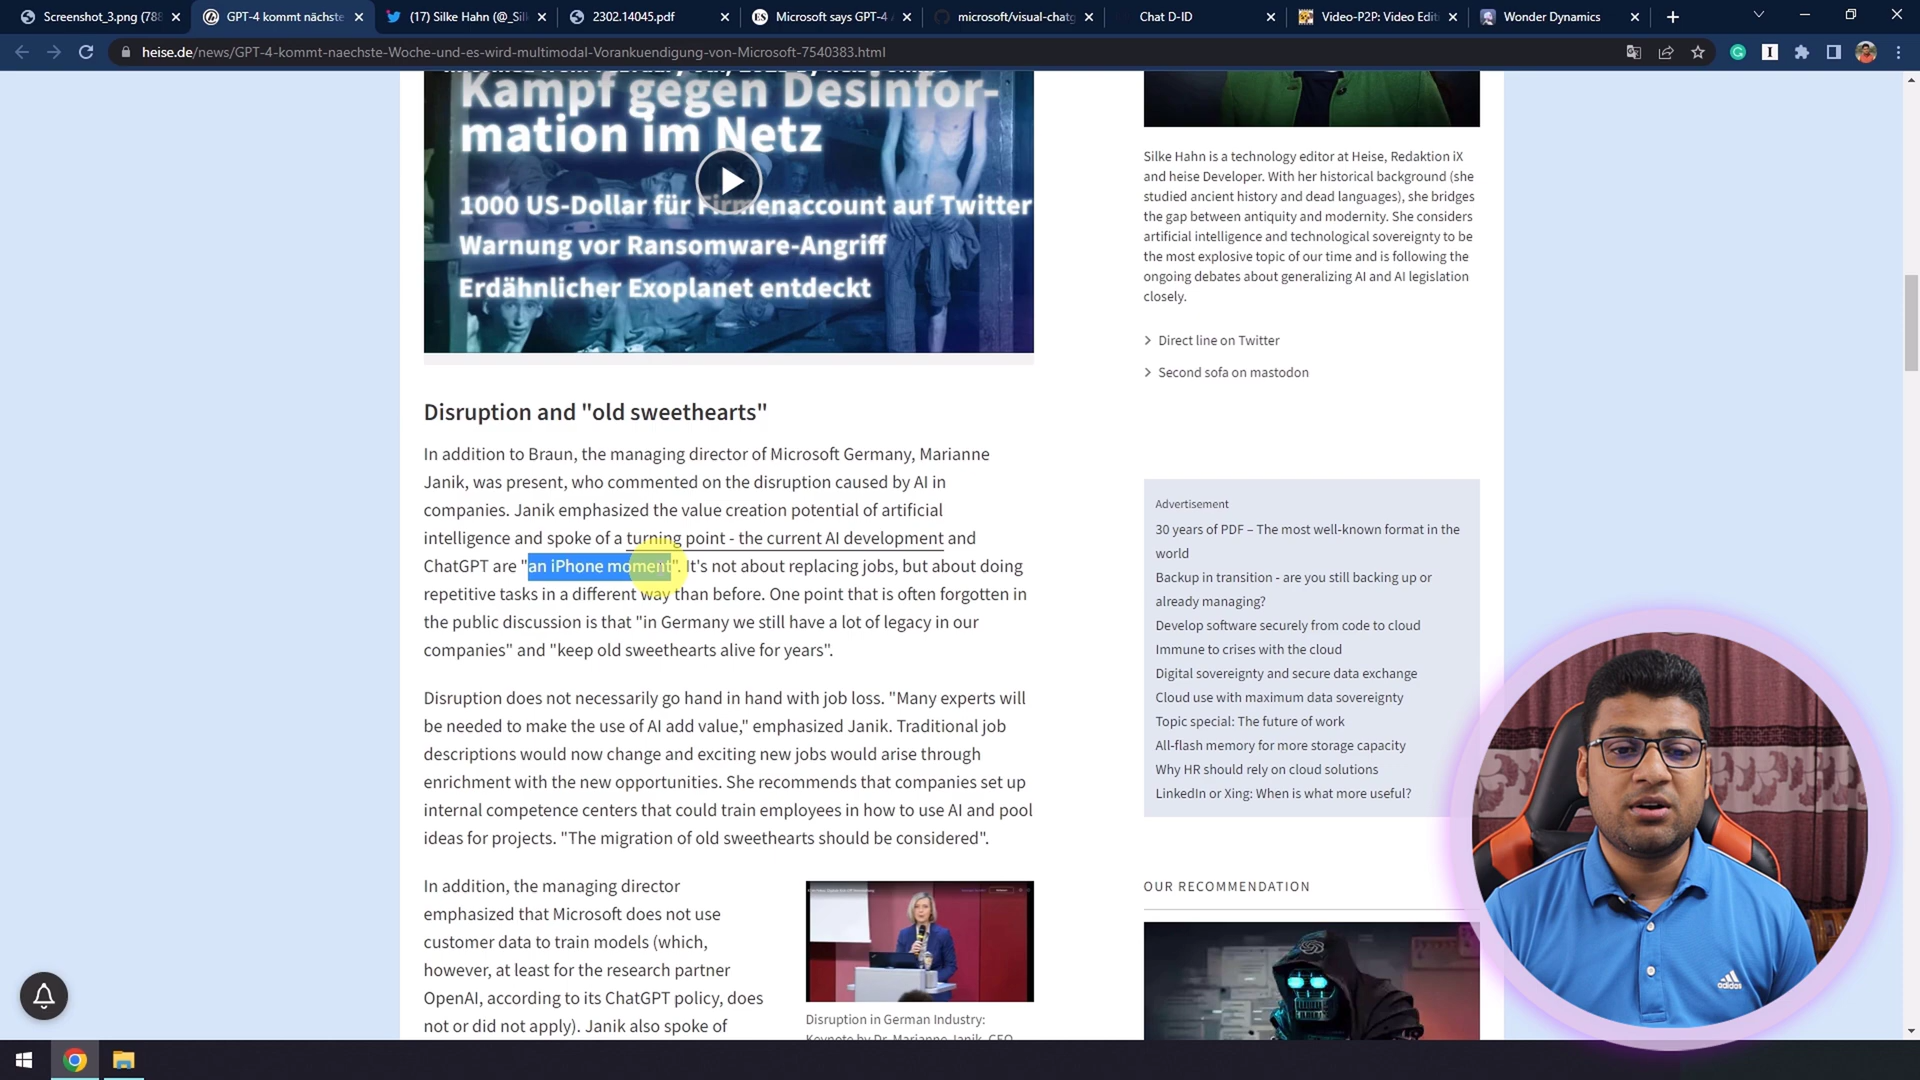 Screenshot_3.png (788
GPT-4 kommt nächste
(17) Silke Hahn (@_Sil
2302.14045.pdf
Microsoft says GPT-4
microsoft/visual-chatg
Chat D-ID
Video-P2P: Video Edit
Wonder Dynamics
heise.de/news/GPT-4-kommt-naechste-Woche-und-es-wird-multimodal-Vorankuendigung-von-Microsoft-7540383.html
Kampf gegen Desinfor-
mation im Netz
1000 US-Dollar für Firmenaccount auf Twitter
Warnung vor Ransomware-Angriff
Erdähnlicher Exoplanet entdeckt
Disruption and "old sweethearts"
In addition to Braun, the managing director of Microsoft Germany, Marianne
Janik, was present, who commented on the disruption caused by AI in
companies. Janik emphasized the value creation potential of artificial
intelligence and spoke of a turning point - the current AI development and
ChatGPT are "an iPhone moment". It's not about replacing jobs, but about doing
repetitive tasks in a different way than before. One point that is often forgotten in
the public discussion is that "in Germany we still have a lot of legacy in our
companies" and "keep old sweethearts alive for years".
Disruption does not necessarily go hand in hand with job loss. "Many experts will
be needed to make the use of AI add value," emphasized Janik. Traditional job
descriptions would now change and exciting new jobs would arise through
enrichment with the new opportunities. She recommends that companies set up
internal competence centers that could train employees in how to use AI and pool
ideas for projects. "The migration of old sweethearts should be considered".
In addition, the managing director
emphasized that Microsoft does not use
customer data to train models (which,
however, at least for the research partner
OpenAI, according to its ChatGPT policy, does
not or did not apply). Janik also spoke of
Disruption in German Industry:
Keynote by Dr. Marianne Janik, CEO
Silke Hahn is a technology editor at Heise, Redaktion iX
and heise Developer. With her historical background (she
studied ancient history and dead languages), she bridges
the gap between antiquity and modernity. She considers
artificial intelligence and technological sovereignty to be
the most explosive topic of our time and is following the
ongoing debates about generalizing AI and AI legislation
closely.
Direct line on Twitter
Second sofa on mastodon
Advertisement
30 years of PDF – The most well-known format in the
world
Backup in transition - are you still backing up or
already managing?
Develop software securely from code to cloud
Immune to crises with the cloud
Digital sovereignty and secure data exchange
Cloud use with maximum data sovereignty
Topic special: The future of work
All-flash memory for more storage capacity
Why HR should rely on cloud solutions
LinkedIn or Xing: When is what more useful?
OUR RECOMMENDATION
adidas